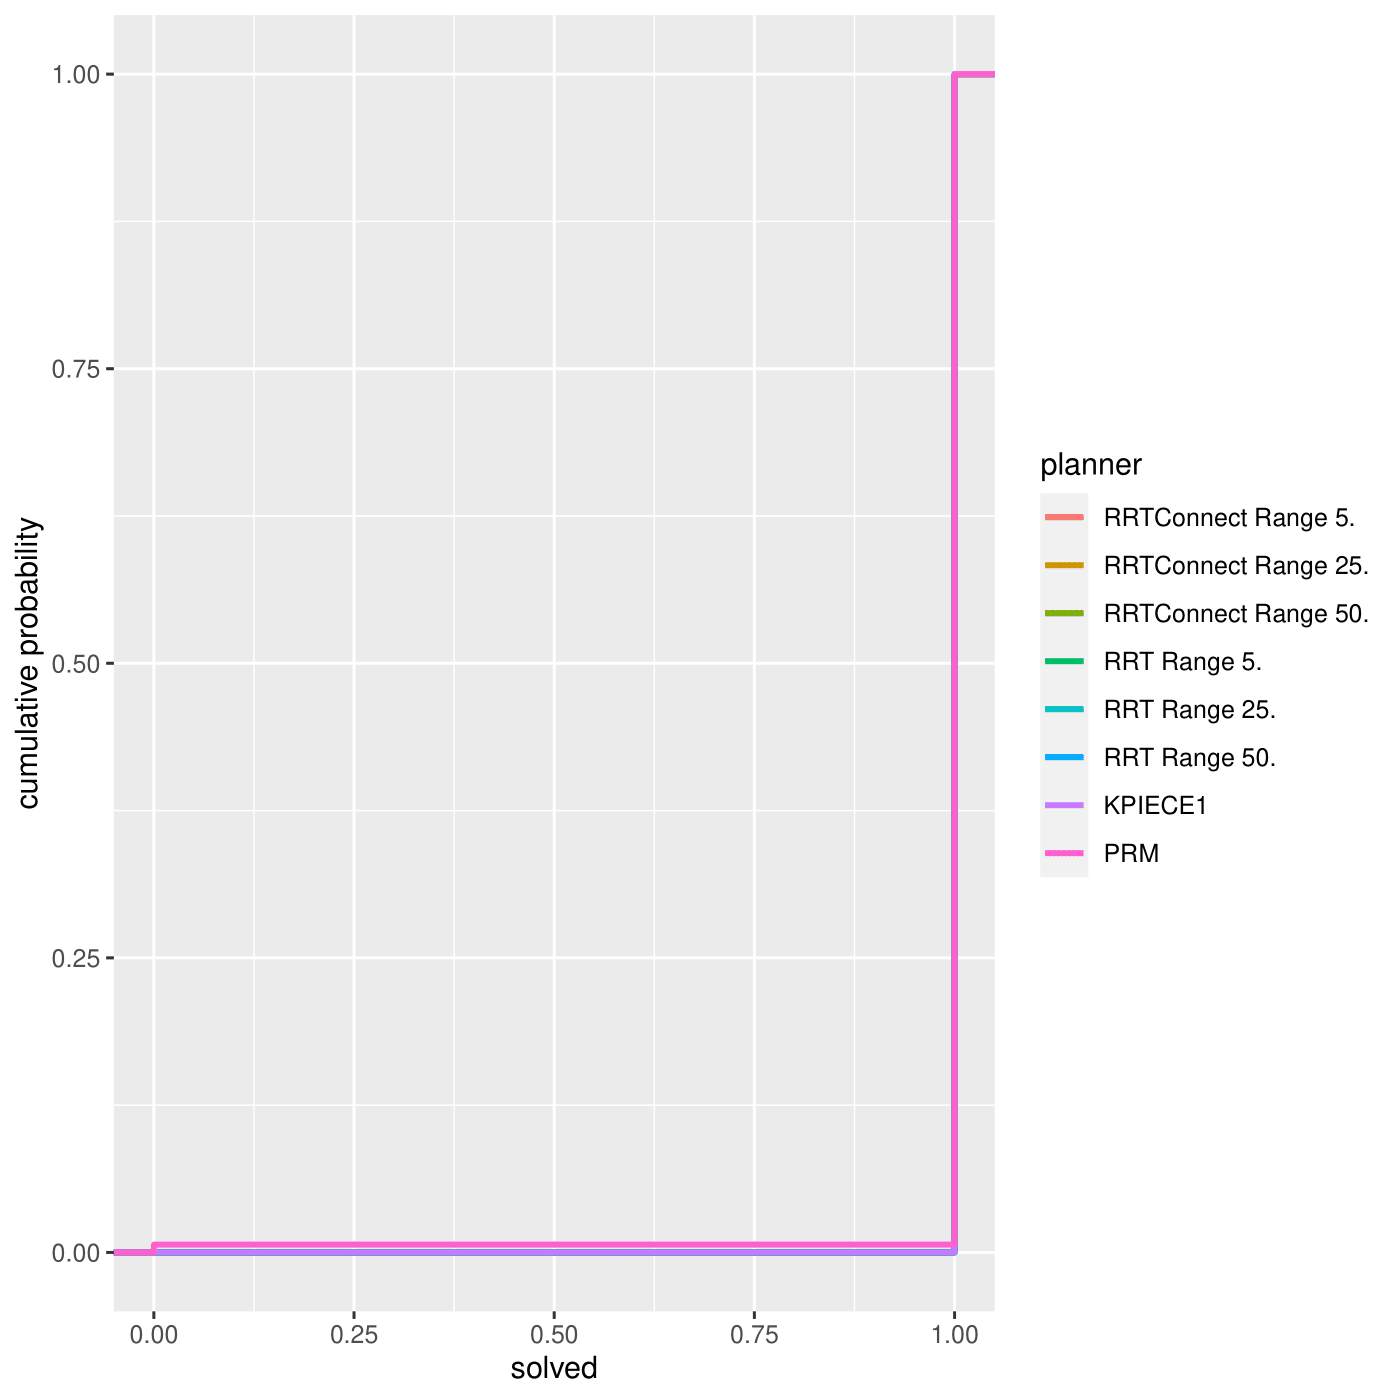 1.00
0.75
0.50
0.25
0.00
cumulative probability
0.00 0.25 0.50 0.75 1.00
solved
planner
RRTConnect Range 5.
RRTConnect Range 25.
RRTConnect Range 50.
RRT Range 5.
RRT Range 25.
RRT Range 50.
KPIECE1
PRM